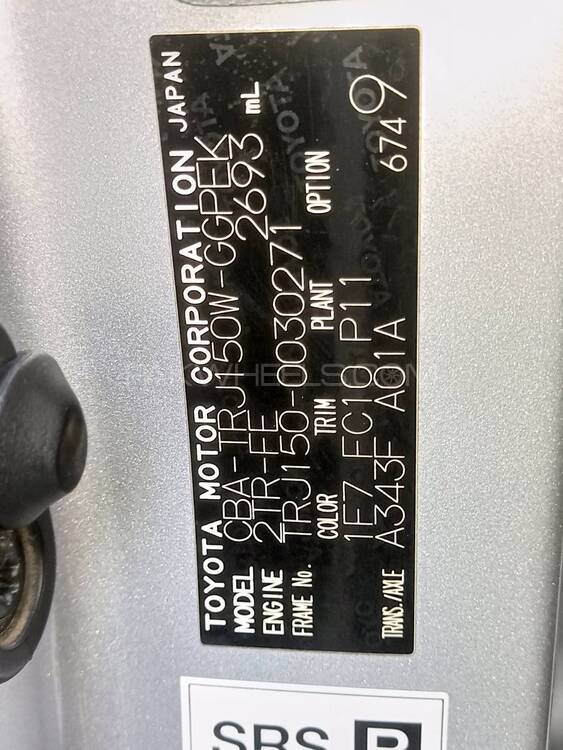 TOYOTA MOTOR CORPORATION JAPAN
MODEL CBA-TRJ150W-GGPEK
ENGINE 2TR-FE 2693 mL
FRAME No. TRJ150-0030271
COLOR TRIM PLANT OPTION
1F7 FC10 P11
TRANS./AXLE A343F A01A 6749
SRS P